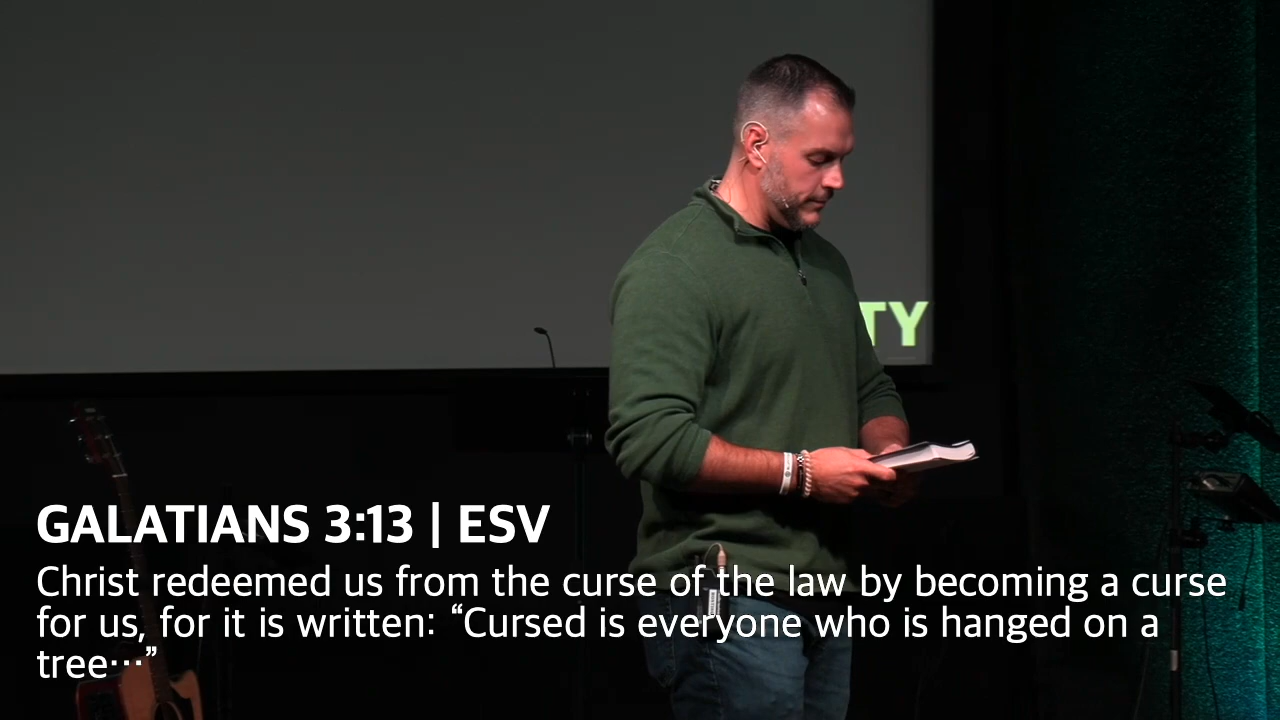 TY
GALATIANS 3:13 | ESV
Christ redeemed us from the curse of the law by becoming a curse
for us, for it is written: “Cursed is everyone who is hanged on a
tree…”